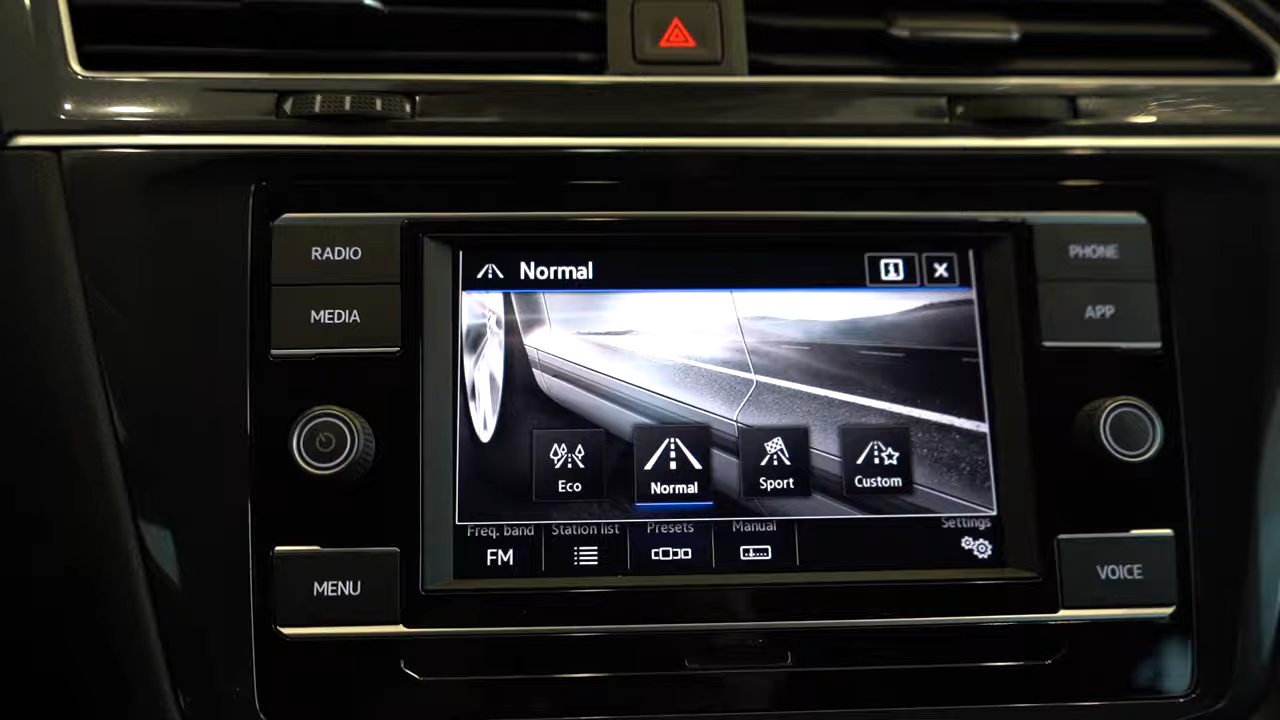 RADIO
MEDIA
MENU
Normal
Eco
Normal
Sport
Custom
Freq. band
Station list
Presets
Manual
Settings
FM
PHONE
APP
VOICE